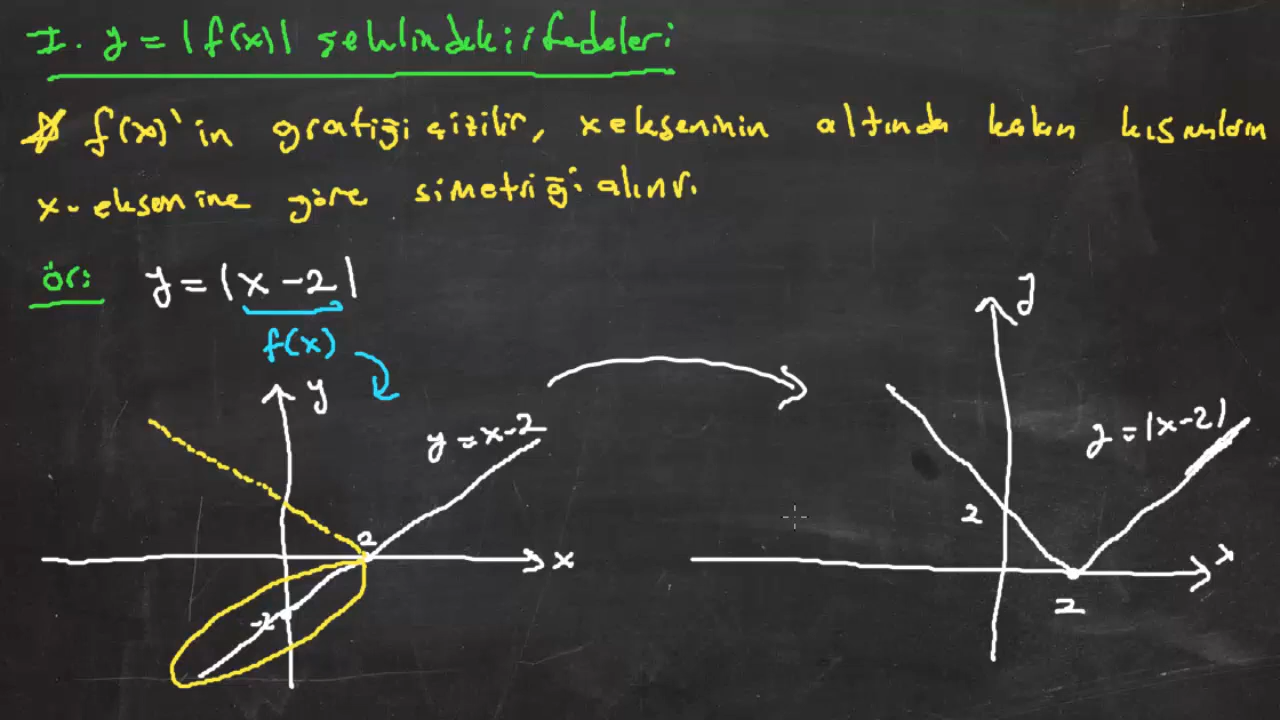 I. y = |f(x)| şeklindeki ifadeleri
☆ f(x)'in grafiği çizilir, x ekseninin altında kalan kısımların
x-eksenine göre simetriği alınır.
ör: y = |x - 2|
f(x)
y
y = x-2
2
x
-2
y
y = |x-2|
2
x
2